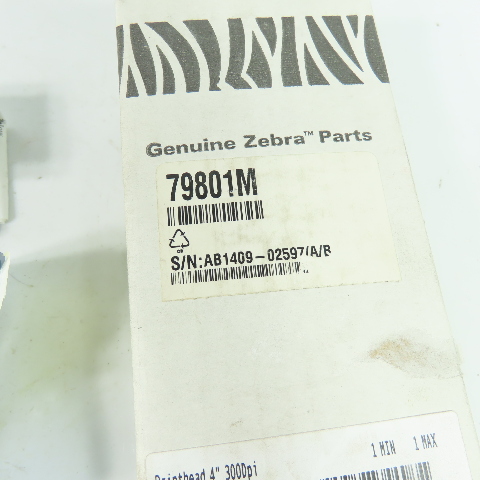 Genuine Zebra™ Parts
79801M
S/N:AB1409-02597(A/B
1 MIN 1 MAX
Printhead 4" 300Dpi